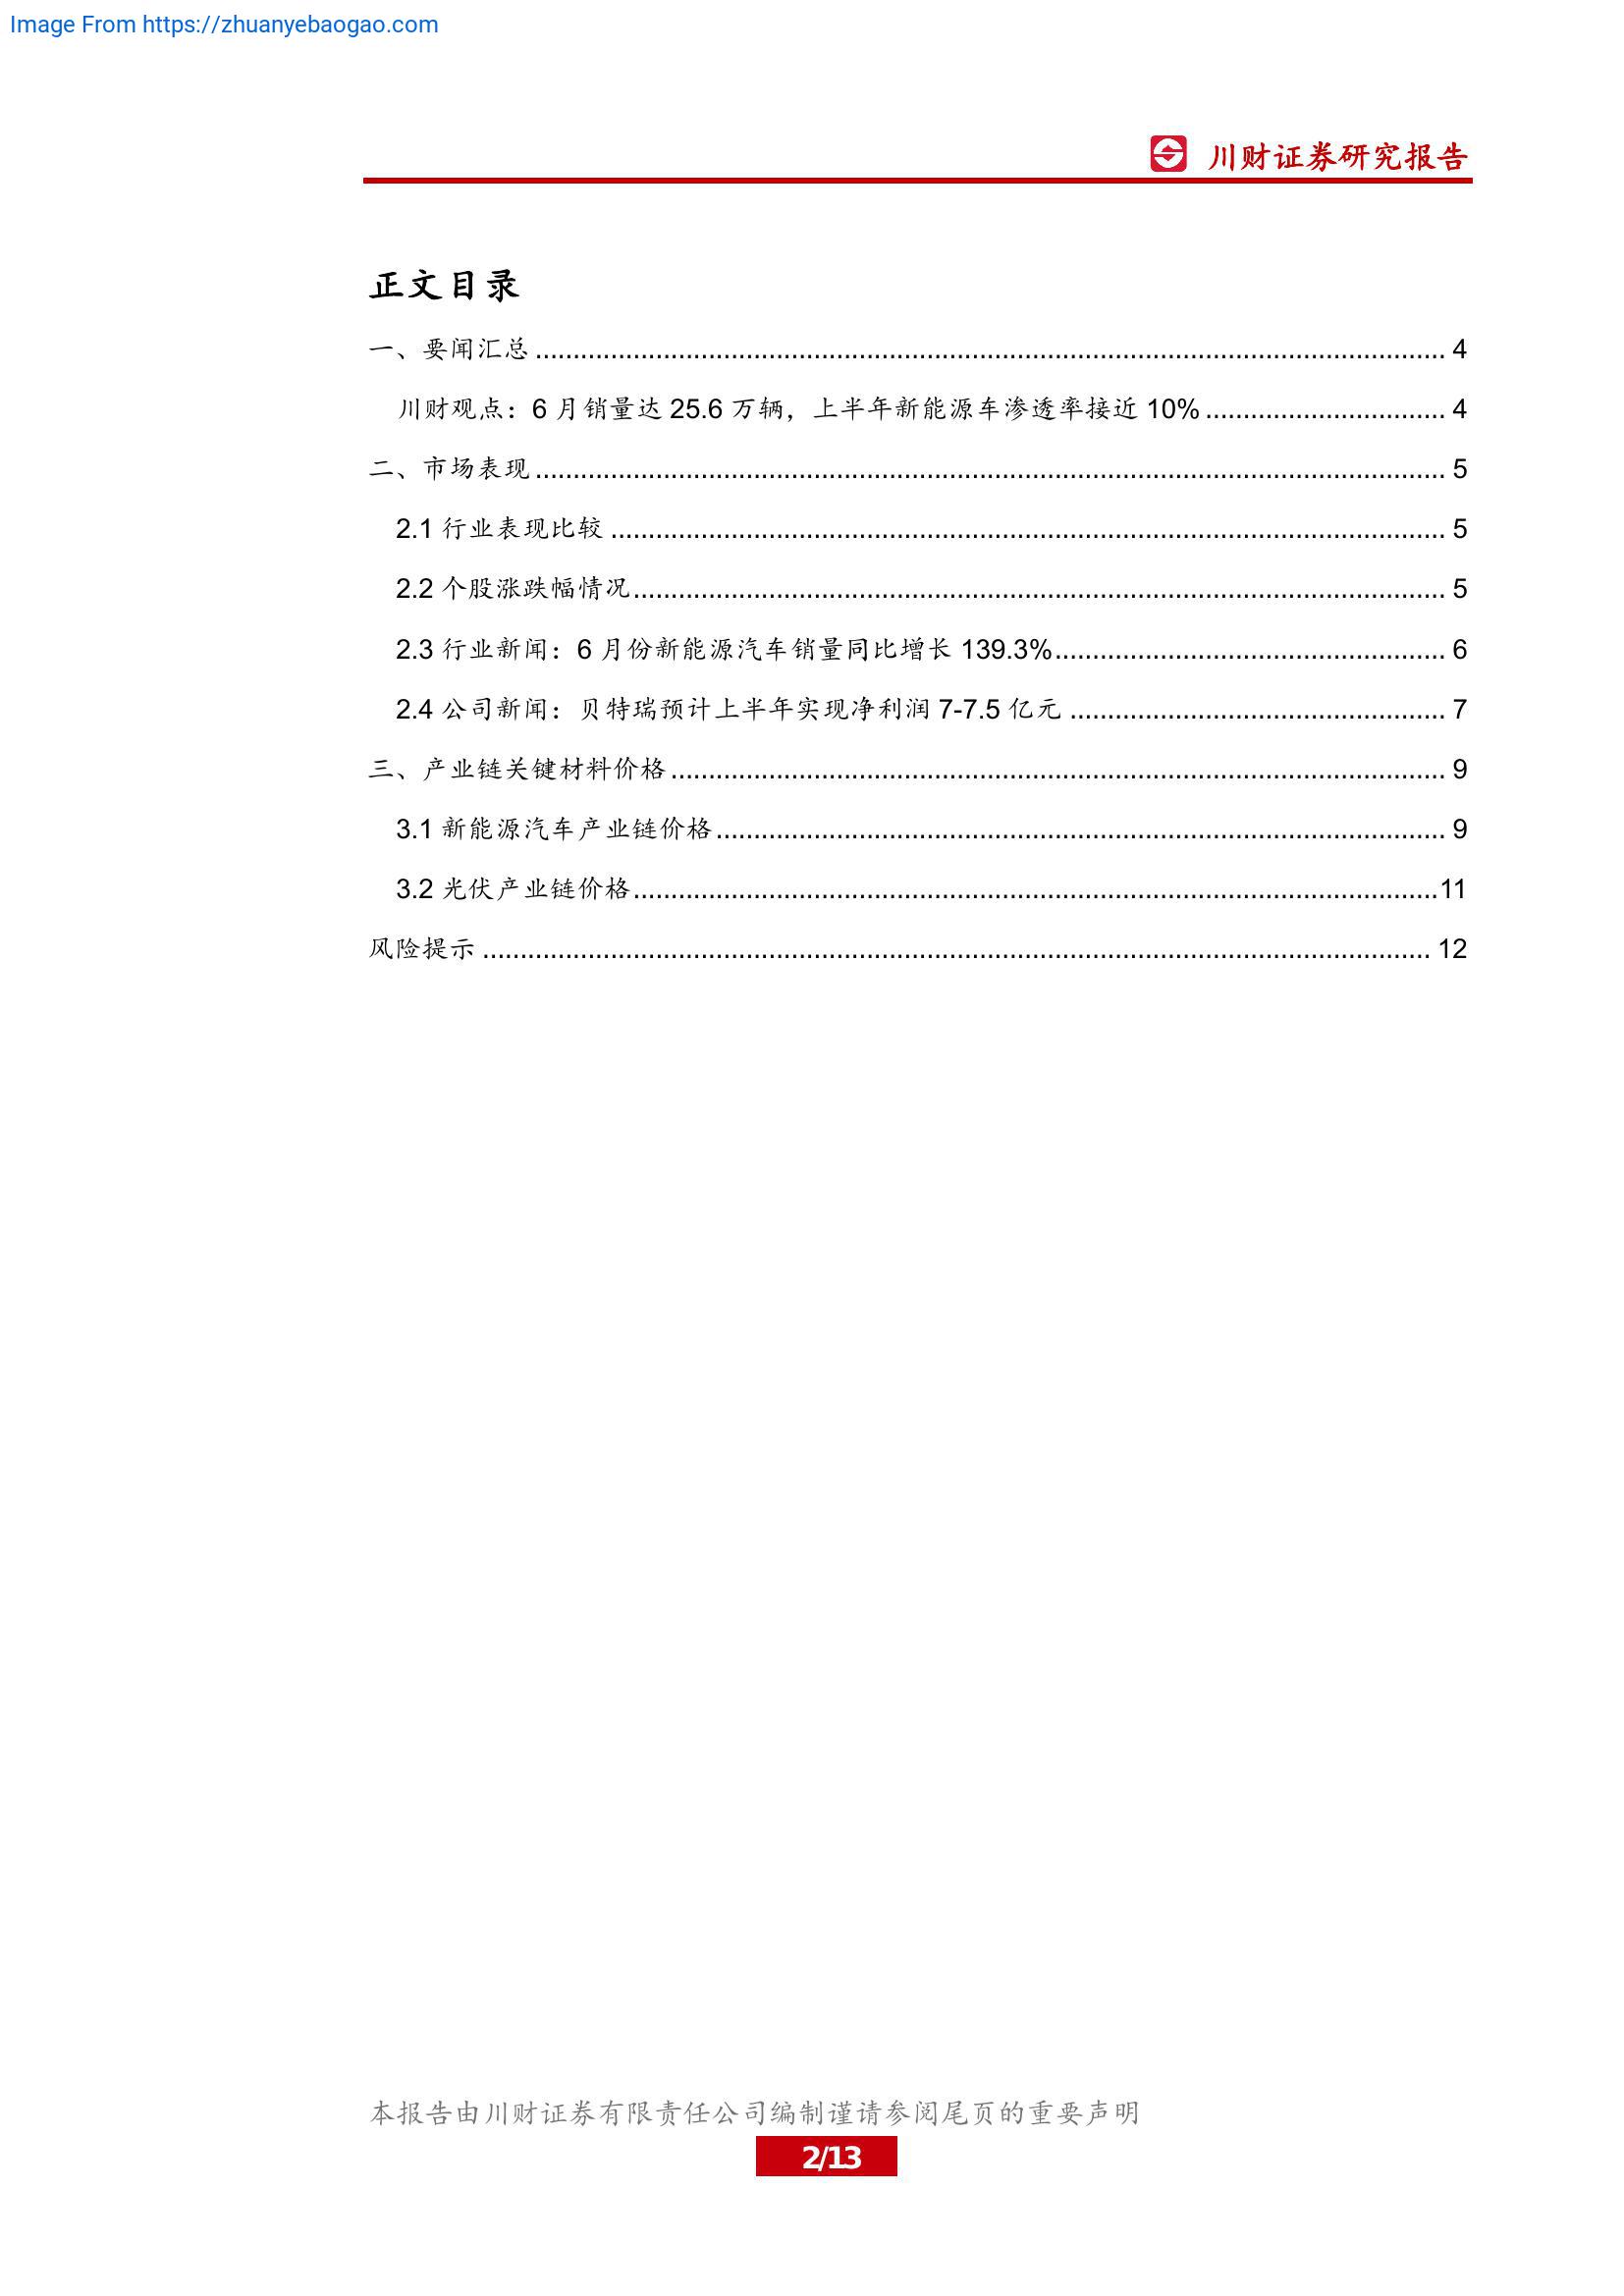 Image From https://zhuanyebaogao.com
川财证券研究报告
正文目录
一、要闻汇总 ........................................................ 4
川财观点：6 月销量达 25.6 万辆，上半年新能源车渗透率接近 10% ................................ 4
二、市场表现 ........................................................ 5
2.1 行业表现比较 ........................................................ 5
2.2 个股涨跌幅情况 ........................................................ 5
2.3 行业新闻：6 月份新能源汽车销量同比增长 139.3% .................................................... 6
2.4 公司新闻：贝特瑞预计上半年实现净利润 7-7.5 亿元 .................................................. 7
三、产业链关键材料价格 ........................................................ 9
3.1 新能源汽车产业链价格 ........................................................ 9
3.2 光伏产业链价格 ........................................................ 11
风险提示 ........................................................ 12
本报告由川财证券有限责任公司编制谨请参阅尾页的重要声明
2/13